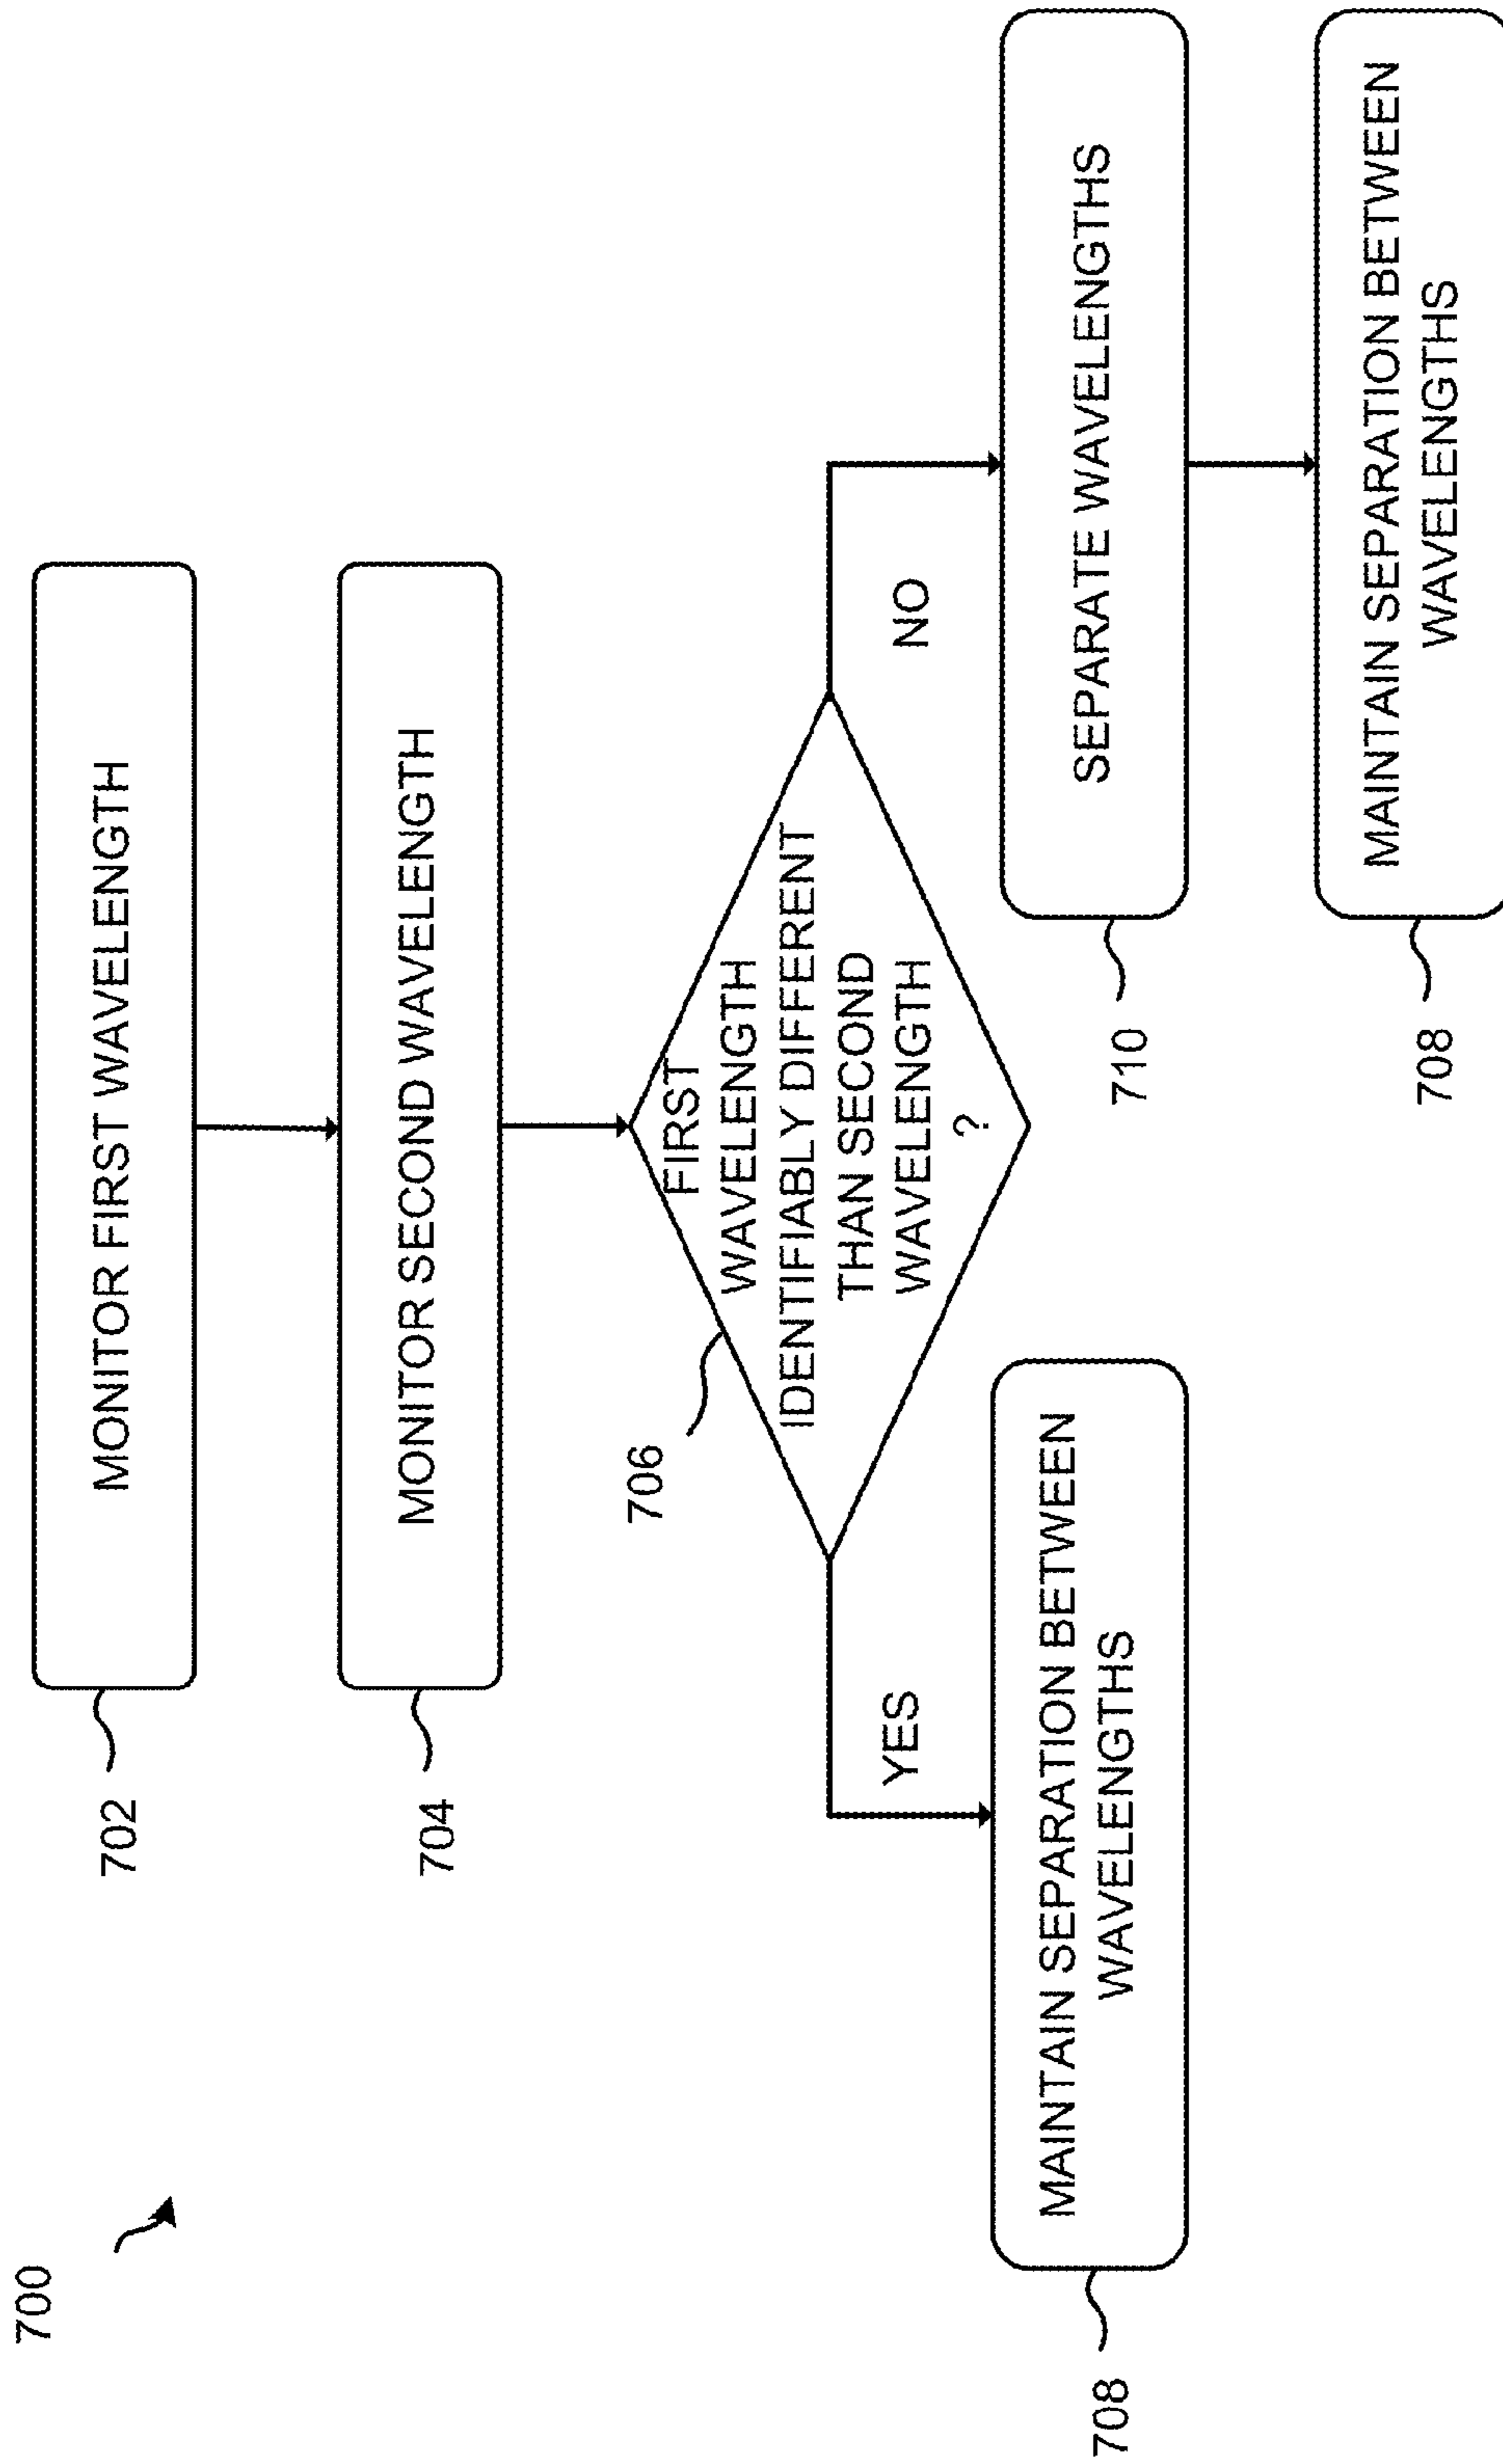 700
702
MONITOR FIRST WAVELENGTH
704
MONITOR SECOND WAVELENGTH
706
FIRST
WAVELENGTH
IDENTIFIABLY DIFFERENT
THAN SECOND
WAVELENGTH
?
YES
NO
708
MAINTAIN SEPARATION BETWEEN
WAVELENGTHS
710
SEPARATE WAVELENGTHS
708
MAINTAIN SEPARATION BETWEEN
WAVELENGTHS